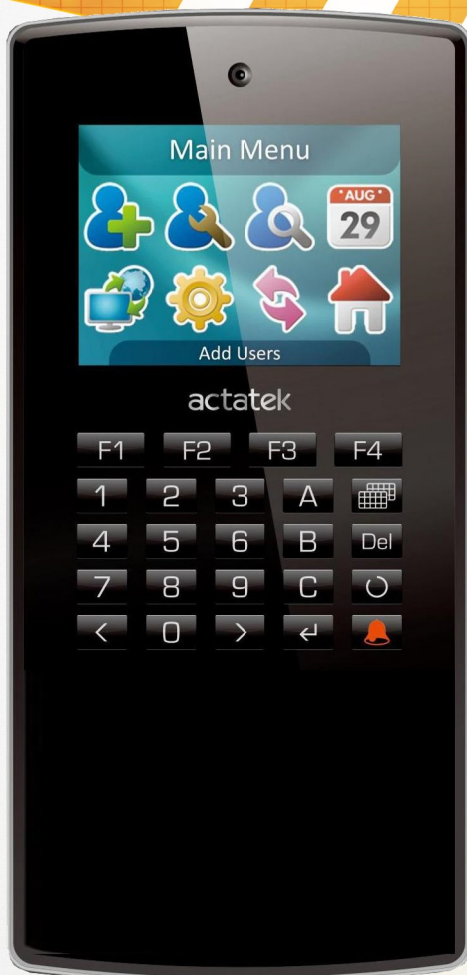 Main Menu
AUG
29
Add Users
actatek
F1 F2 F3 F4
1 2 3 A
4 5 6 B Del
7 8 9 C
< 0 >